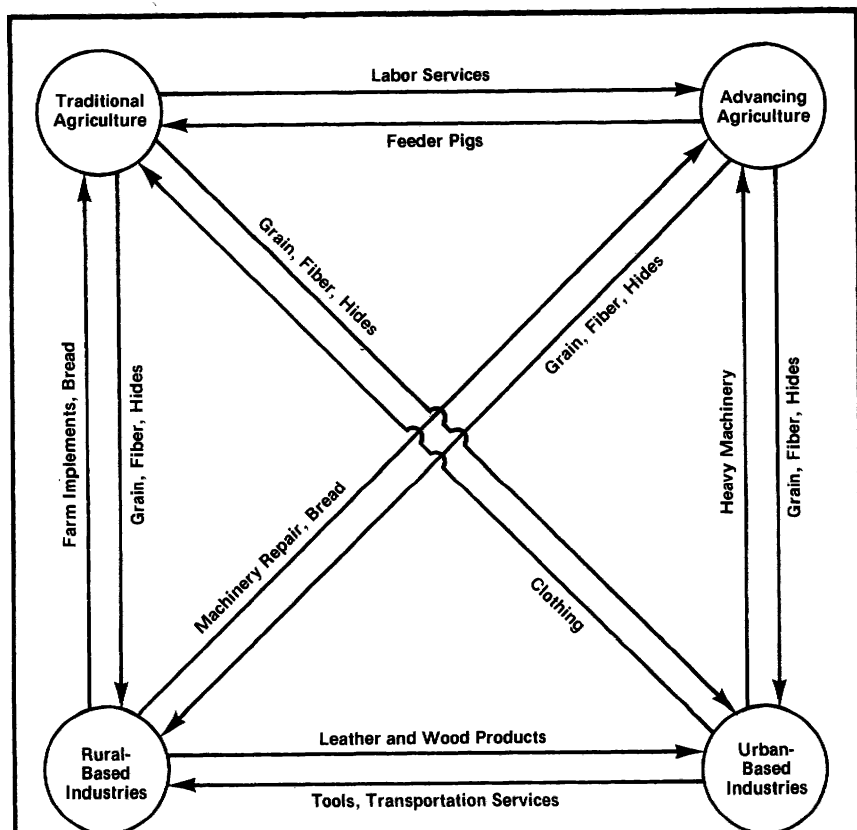 Labor Services
Traditional
Agriculture
Advancing
Agriculture
Feeder Pigs
Grain, Fiber, Hides
Grain, Fiber, Hides
Farm Implements, Bread
Grain, Fiber, Hides
Heavy Machinery
Grain, Fiber, Hides
Machinery Repair, Bread
Clothing
Leather and Wood Products
Rural-
Based
Industries
Urban-
Based
Industries
Tools, Transportation Services